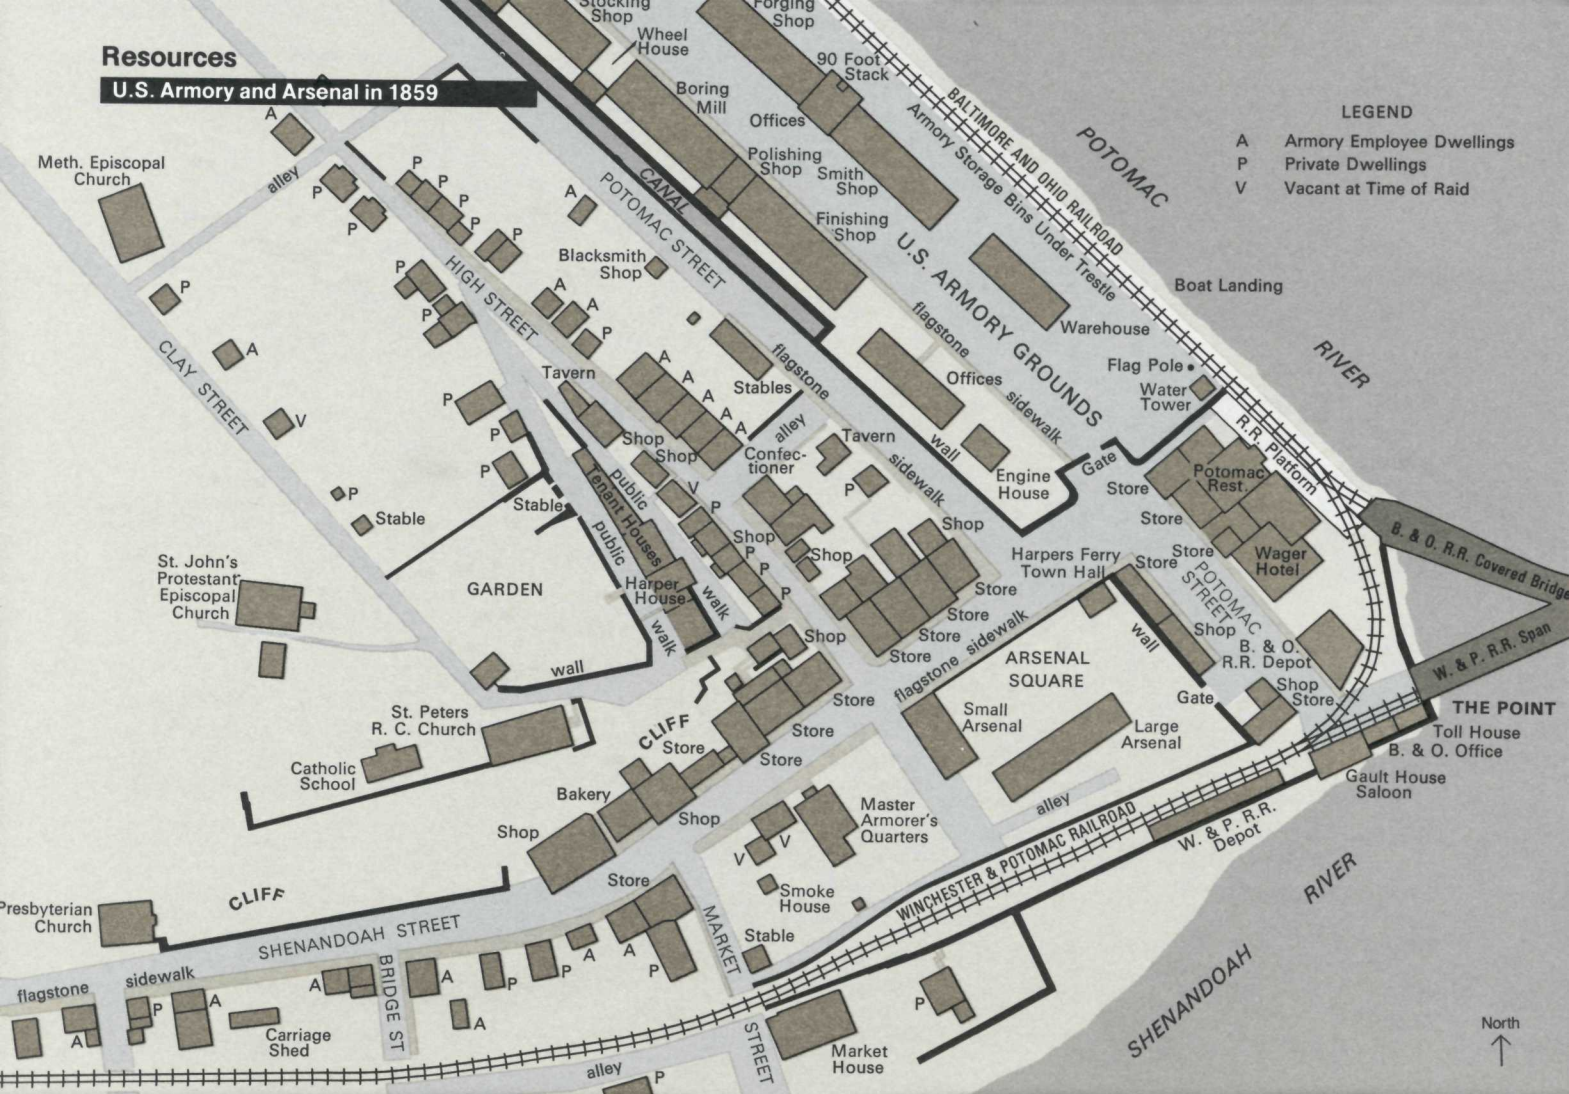 Resources
U.S. Armory and Arsenal in 1859
Stocking
Shop
Wheel
House
Forging
Shop
90 Foot
Stack
Boring
Mill
Offices
Polishing
Shop
Smith
Shop
Finishing
Shop
CANAL
POTOMAC STREET
Armory Storage Bins Under Trestle
BALTIMORE AND OHIO RAILROAD
POTOMAC
RIVER
LEGEND
A Armory Employee Dwellings
P Private Dwellings
V Vacant at Time of Raid
A
Meth. Episcopal
Church
alley
P
P
P
P
P
P
A
Blacksmith
Shop
HIGH STREET
P
P
A
A
P
P
A
V
CLAY STREET
U.S. ARMORY GROUNDS
Boat Landing
Warehouse
flagstone
sidewalk
Offices
Flag Pole
Water
Tower
Tavern
A
A
A
A
A
Stables
flagstone
sidewalk
alley
wall
Engine
House
Gate
R.R. Platform
Potomac
Rest.
Store
Store
Store
Wager
Hotel
B. & O. R.R. Covered Bridge
W. & P. R.R. Span
P
P
P
Shop
Shop
Confec-
tioner
Tavern
P
V
P
Shop
P
P
P
public
walk
Tenant Houses
public
walk
Stable
P
Stable
GARDEN
Harper
House
Shop
Shop
Store
Store
Store
Store
Shop
Harpers Ferry
Town Hall
Store
POTOMAC
STREET
Shop
B. & O.
R.R. Depot
Shop
Store
wall
Gate
flagstone sidewalk
ARSENAL
SQUARE
Small
Arsenal
Large
Arsenal
alley
THE POINT
Toll House
B. & O. Office
Gault House
Saloon
W. & P. R.R.
Depot
WINCHESTER & POTOMAC RAILROAD
St. John's
Protestant
Episcopal
Church
wall
St. Peters
R. C. Church
Catholic
School
CLIFF
Store
Store
Store
Store
Bakery
Shop
Shop
Store
V
V
Master
Armorer's
Quarters
Smoke
House
Stable
MARKET
STREET
CLIFF
Presbyterian
Church
SHENANDOAH STREET
flagstone
sidewalk
A
P
A
Carriage
Shed
A
BRIDGE ST
A
A
P
P
A
A
P
alley
P
Market
House
P
SHENANDOAH
RIVER
North